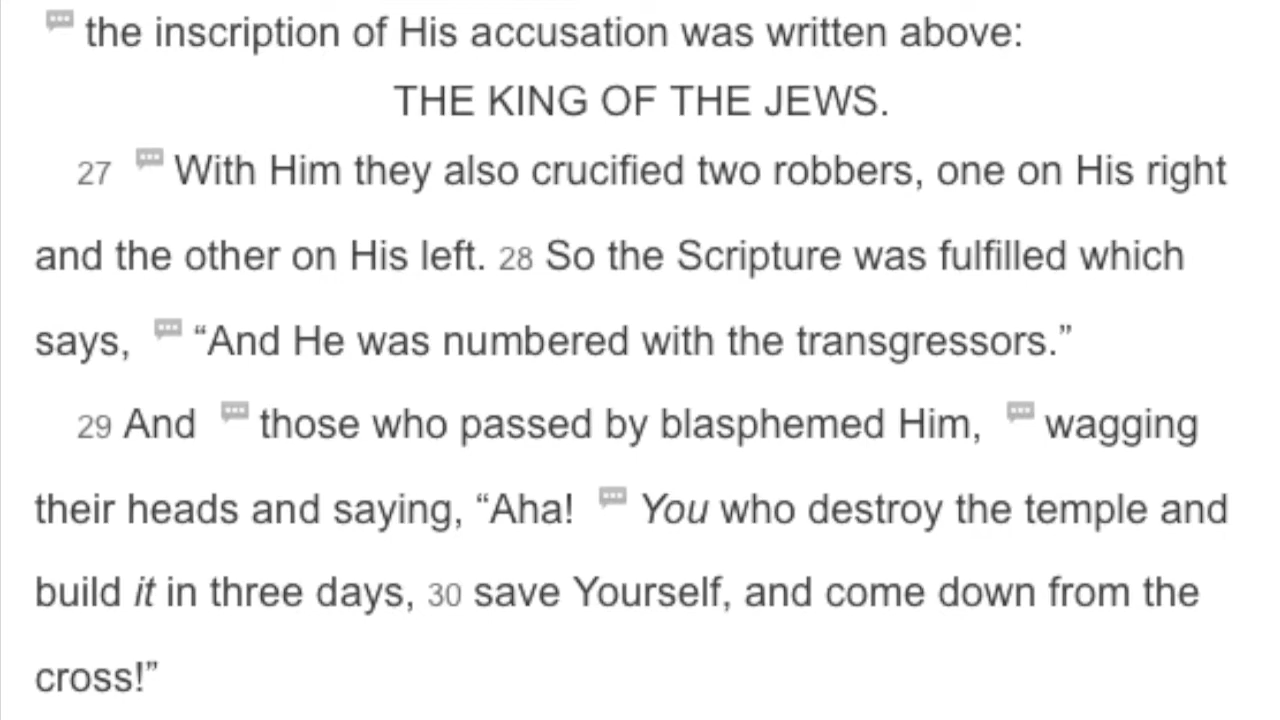 the inscription of His accusation was written above:
THE KING OF THE JEWS.
27 With Him they also crucified two robbers, one on His right
and the other on His left. 28 So the Scripture was fulfilled which
says, “And He was numbered with the transgressors.”
29 And those who passed by blasphemed Him, wagging
their heads and saying, “Aha! You who destroy the temple and
build it in three days, 30 save Yourself, and come down from the
cross!”